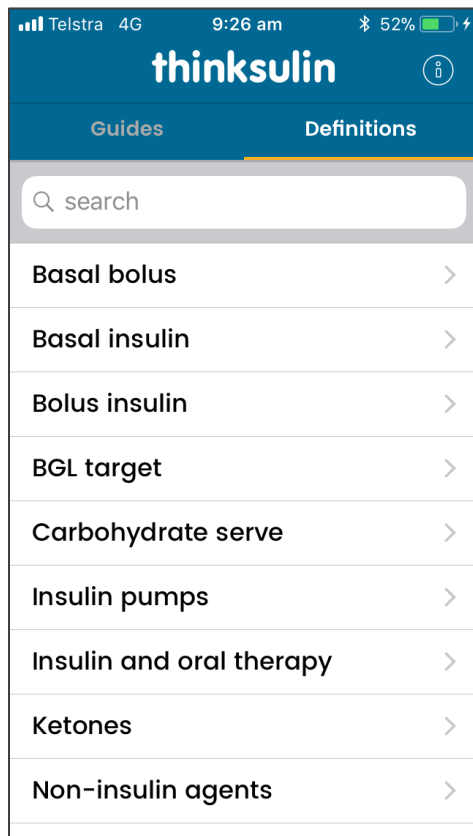 Telstra 4G 9:26 am 52%
thinksulin
Guides Definitions
search
Basal bolus
Basal insulin
Bolus insulin
BGL target
Carbohydrate serve
Insulin pumps
Insulin and oral therapy
Ketones
Non-insulin agents